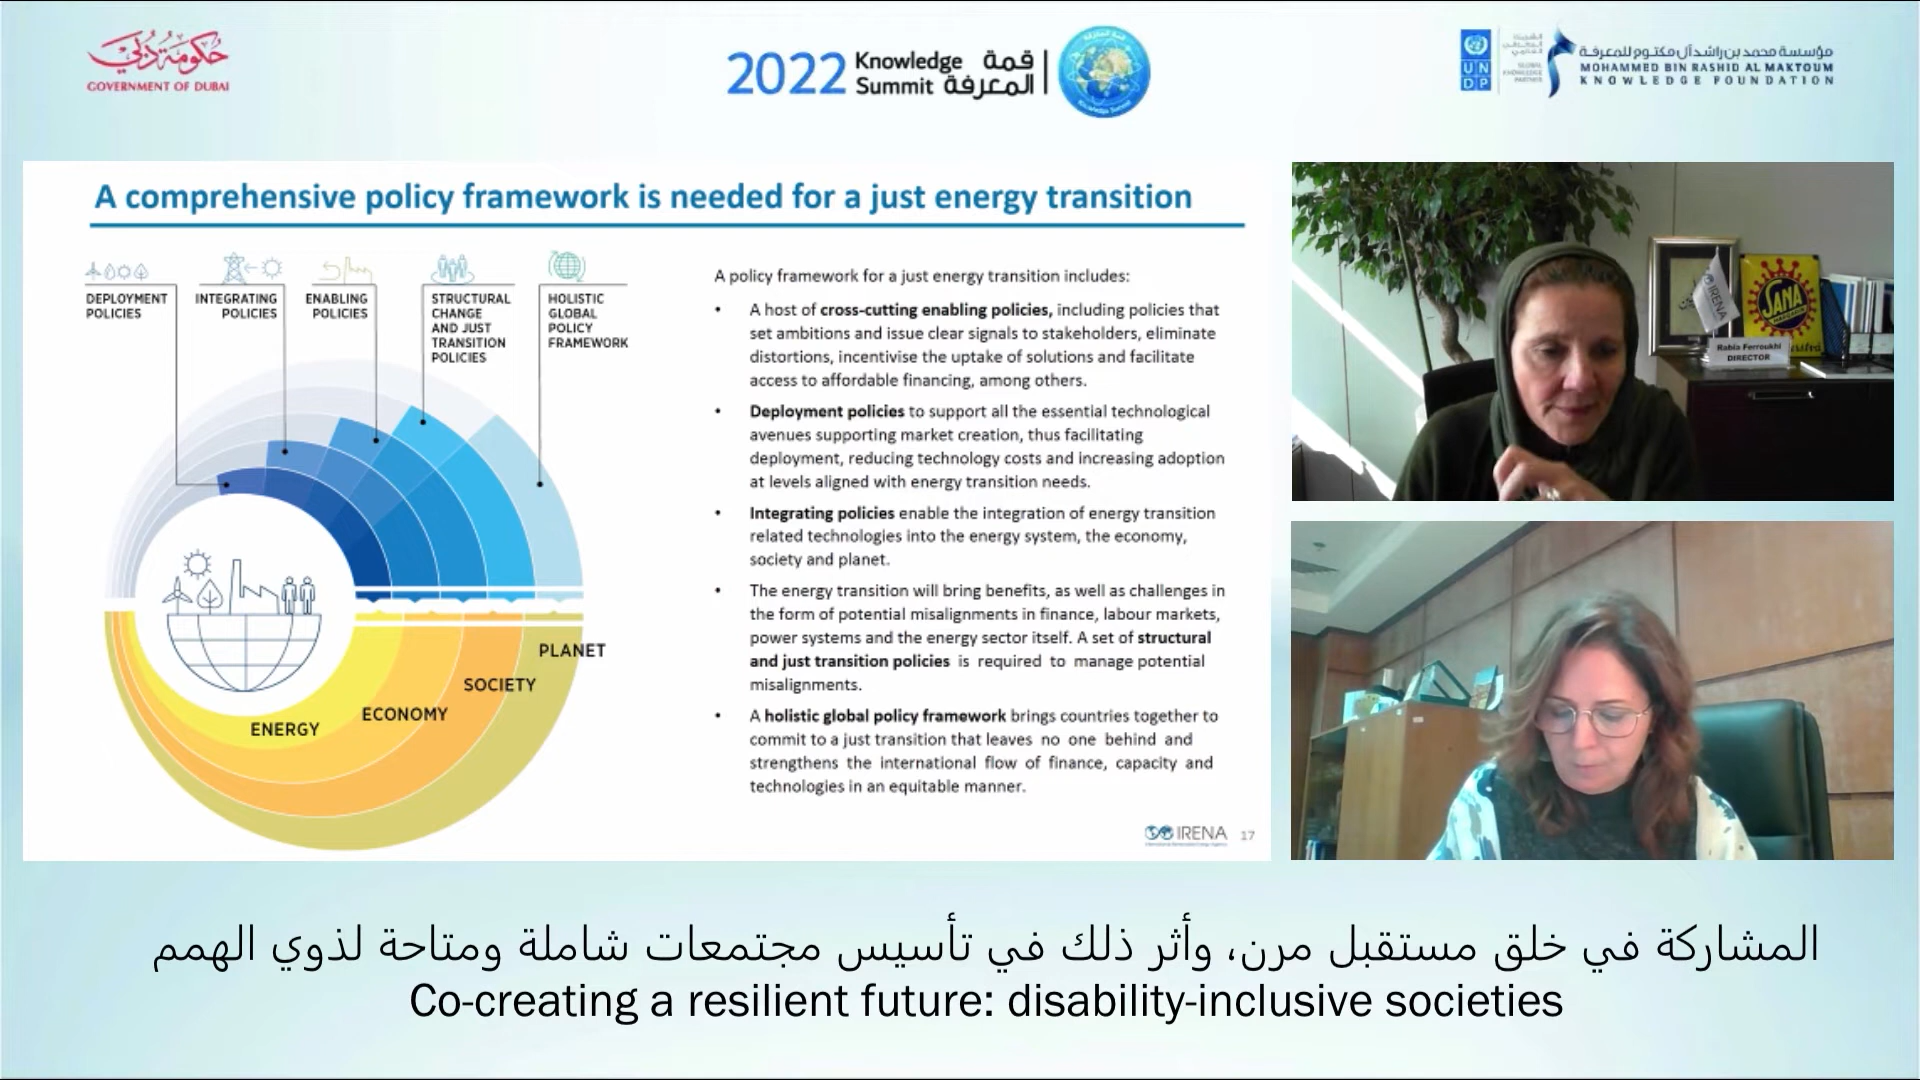 حكومة دبي
GOVERNMENT OF DUBAI
2022 Knowledge Summit
قمة المعرفة
UN
DP
مؤسسة محمد بن راشد آل مكتوم للمعرفة
MOHAMMED BIN RASHID AL MAKTOUM
KNOWLEDGE FOUNDATION
A comprehensive policy framework is needed for a just energy transition
DEPLOYMENT
POLICIES
INTEGRATING
POLICIES
ENABLING
POLICIES
STRUCTURAL
CHANGE
AND JUST
TRANSITION
POLICIES
HOLISTIC
GLOBAL
POLICY
FRAMEWORK
PLANET
SOCIETY
ECONOMY
ENERGY
A policy framework for a just energy transition includes:
• A host of cross-cutting enabling policies, including policies that
set ambitions and issue clear signals to stakeholders, eliminate
distortions, incentivise the uptake of solutions and facilitate
access to affordable financing, among others.
• Deployment policies to support all the essential technological
avenues supporting market creation, thus facilitating
deployment, reducing technology costs and increasing adoption
at levels aligned with energy transition needs.
• Integrating policies enable the integration of energy transition
related technologies into the energy system, the economy,
society and planet.
• The energy transition will bring benefits, as well as challenges in
the form of potential misalignments in finance, labour markets,
power systems and the energy sector itself. A set of structural
and just transition policies is required to manage potential
misalignments.
• A holistic global policy framework brings countries together to
commit to a just transition that leaves no one behind and
strengthens the international flow of finance, capacity and
technologies in an equitable manner.
IRENA
17
IRENA
SANA
Rabia Ferroukhi
DIRECTOR
المشاركة في خلق مستقبل مرن، وأثر ذلك في تأسيس مجتمعات شاملة ومتاحة لذوي الهمم
Co-creating a resilient future: disability-inclusive societies